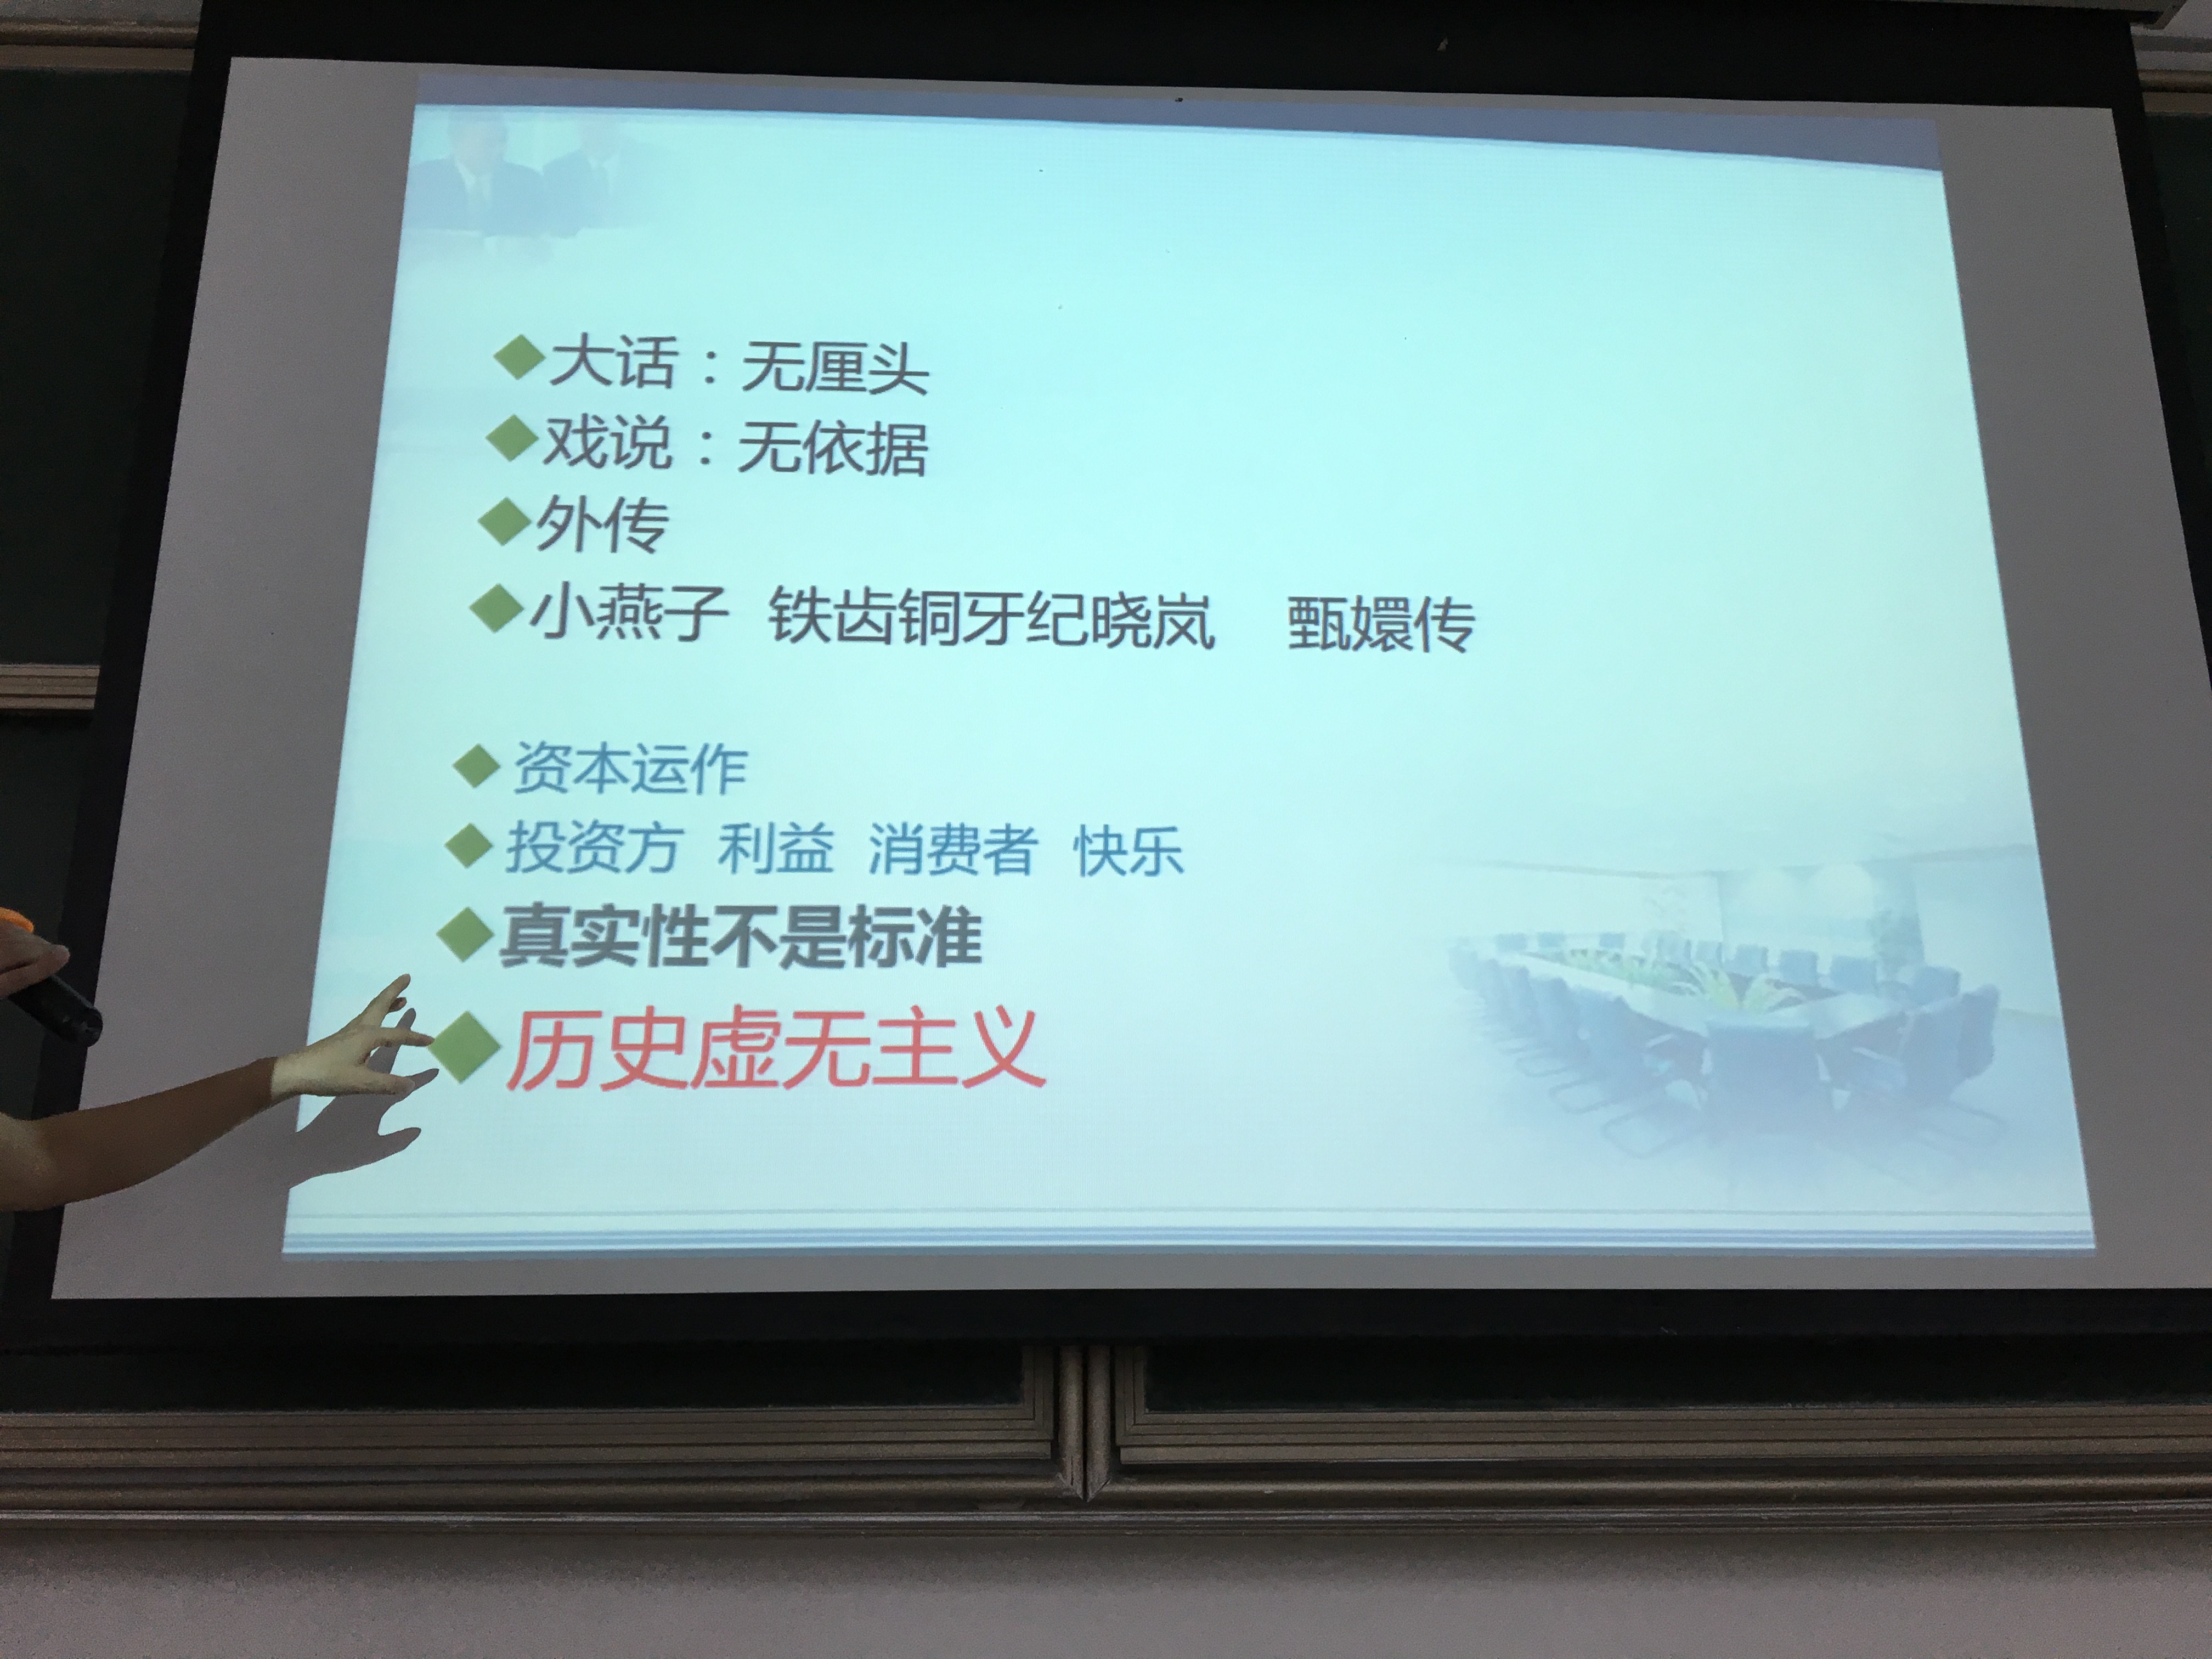 大话：无厘头
戏说：无依据
外传
小燕子 铁齿铜牙纪晓岚 甄嬛传
资本运作
投资方 利益 消费者 快乐
真实性不是标准
历史虚无主义